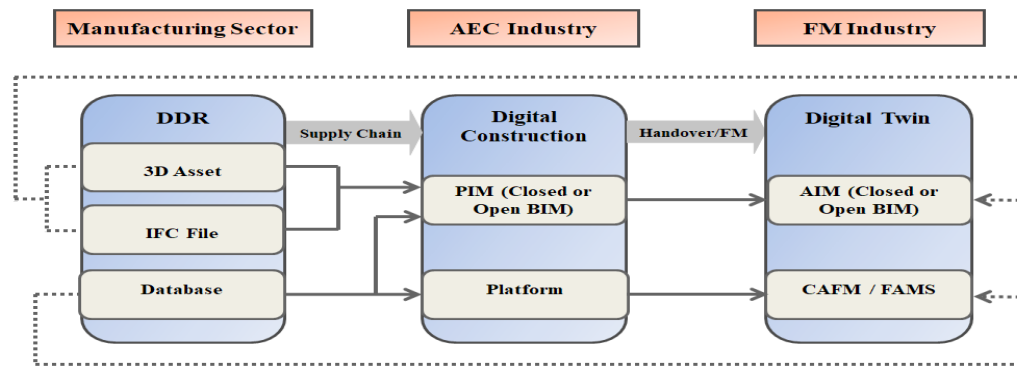 Manufacturing Sector
AEC Industry
FM Industry
DDR
Supply Chain
Digital
Construction
Handover/FM
Digital Twin
3D Asset
PIM (Closed or
Open BIM)
AIM (Closed or
Open BIM)
IFC File
Database
Platform
CAFM / FAMS